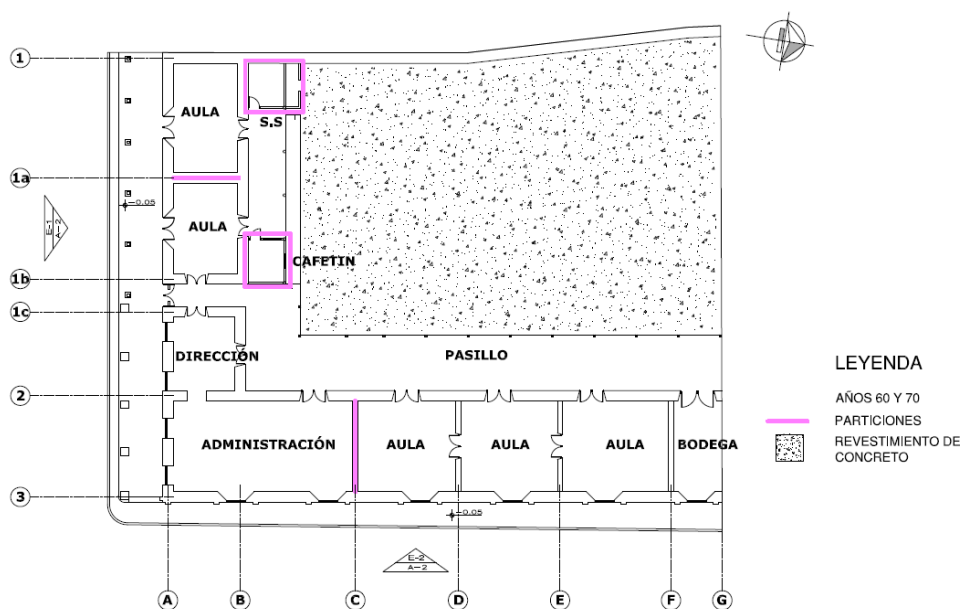 1
AULA
S.S
1a
-0.05
E-1
A-2
AULA
CAFETIN
1b
1c
DIRECCIÓN
PASILLO
2
ADMINISTRACIÓN
AULA
AULA
AULA
BODEGA
3
-0.05
E-2
A-2
A
B
C
D
E
F
G
LEYENDA
AÑOS 60 Y 70
PARTICIONES
REVESTIMIENTO DE
CONCRETO